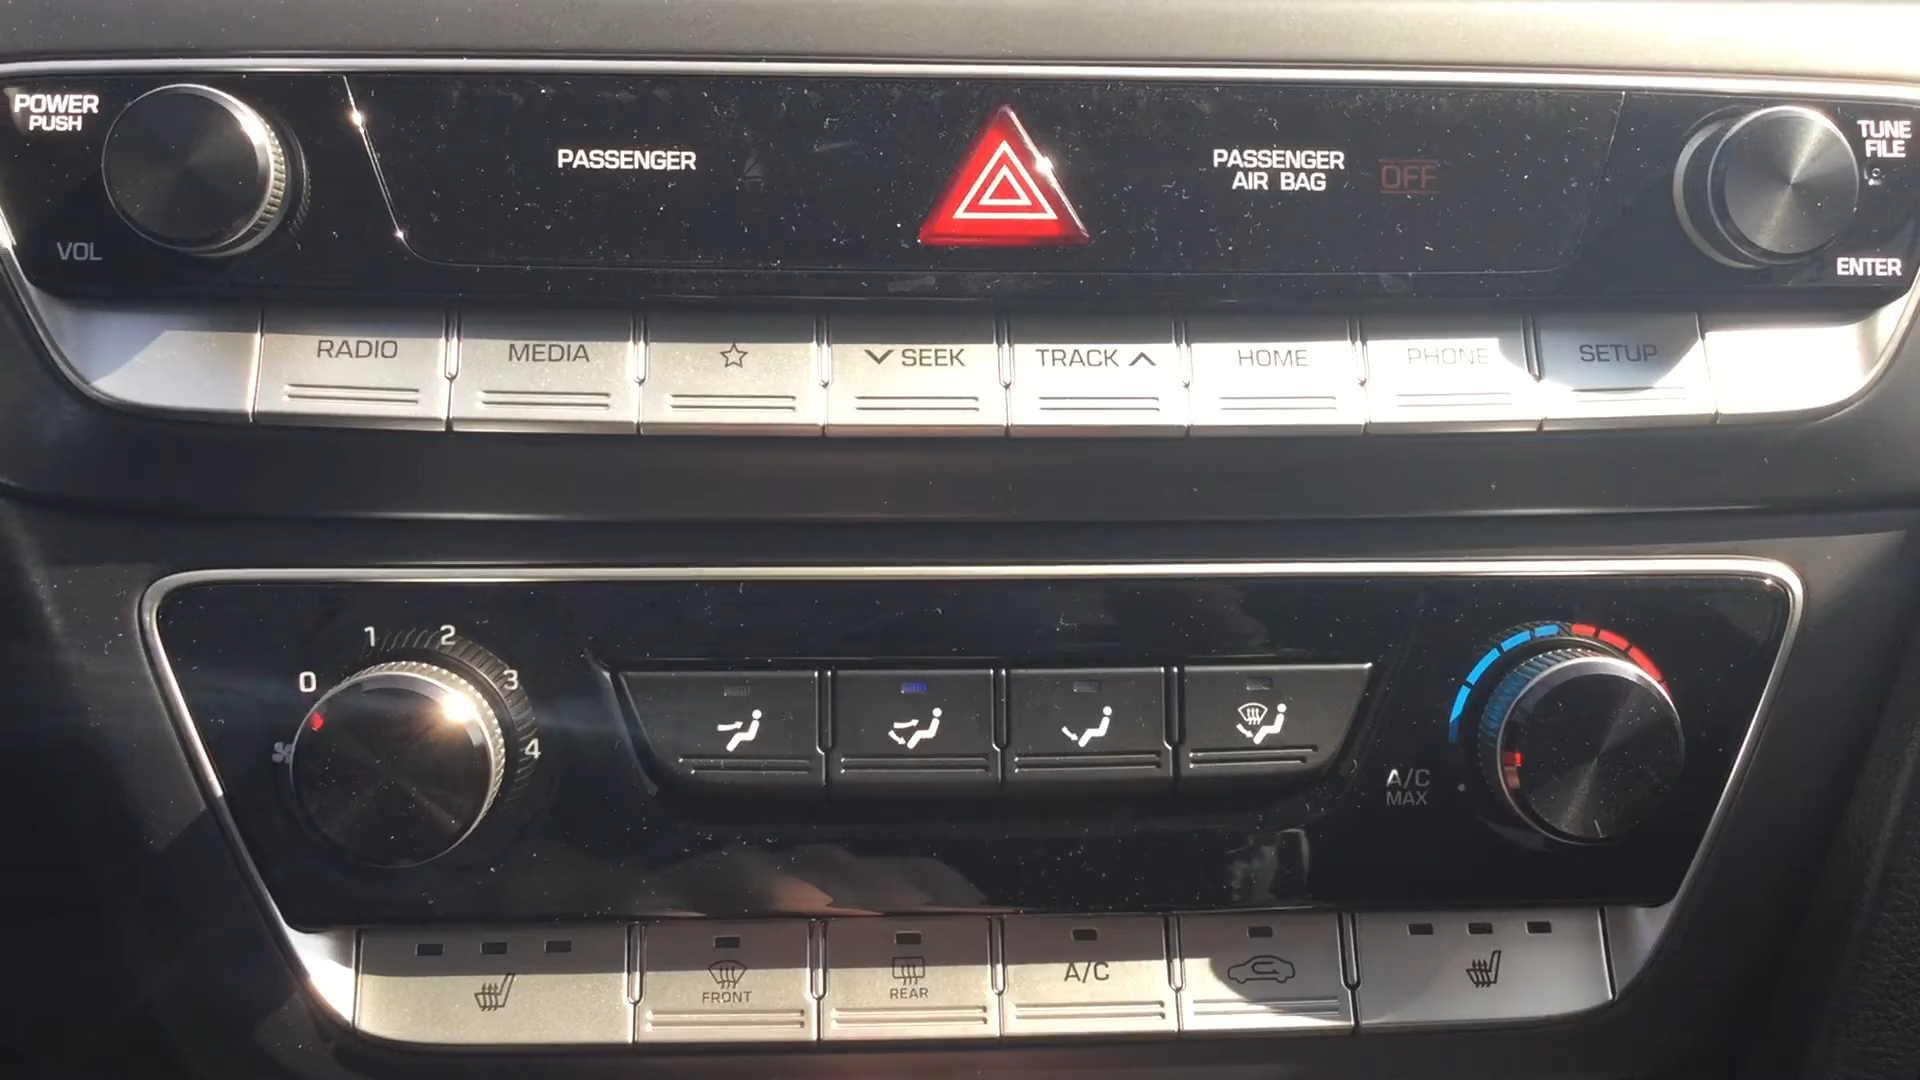 POWER
PUSH
VOL
PASSENGER
PASSENGER
AIR BAG
OFF
TUNE
FILE
ENTER
RADIO
MEDIA
SEEK
TRACK
HOME
PHONE
SETUP
0
1
2
3
4
A/C
MAX
FRONT
REAR
A/C